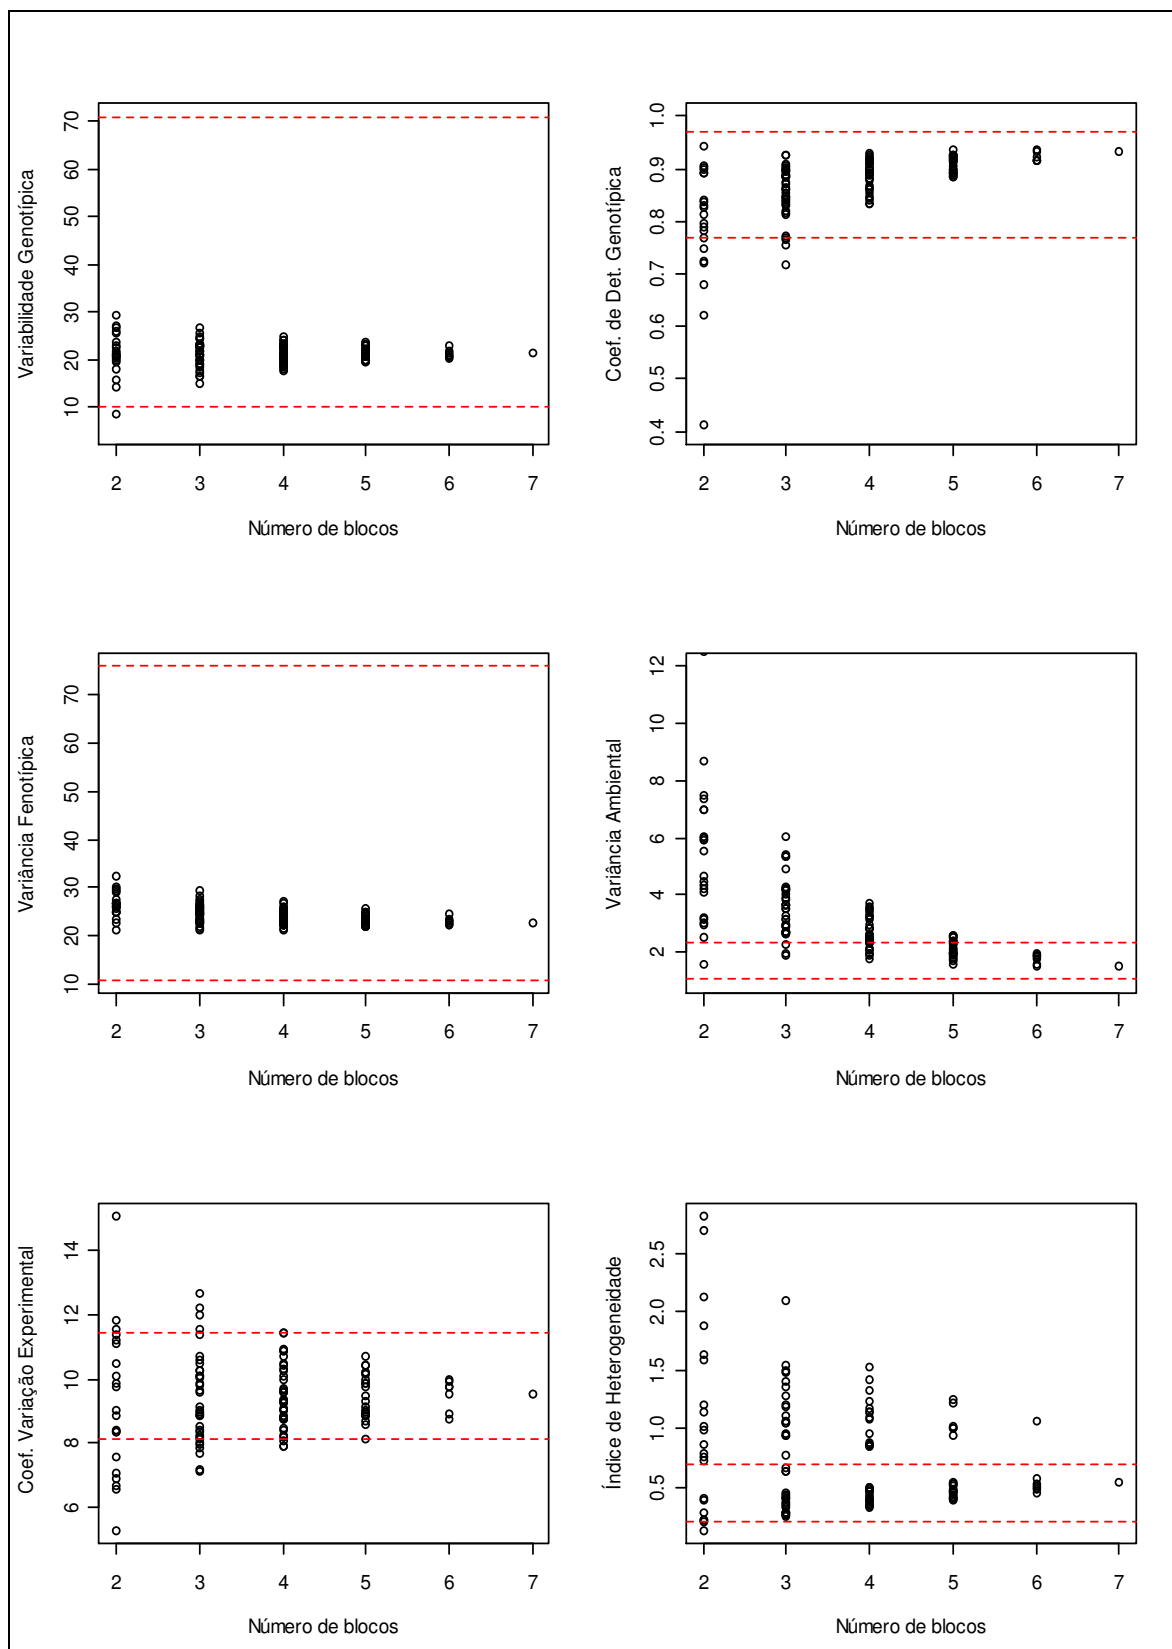 Variabilidade Genotípica
70
60
50
40
30
20
10
2 3 4 5 6 7
Número de blocos
Coef. de Det. Genotípica
1.0
0.9
0.8
0.7
0.6
0.5
0.4
2 3 4 5 6 7
Número de blocos
Variância Fenotípica
70
60
50
40
30
20
10
2 3 4 5 6 7
Número de blocos
Variância Ambiental
12
10
8
6
4
2
2 3 4 5 6 7
Número de blocos
Coef. Variação Experimental
14
12
10
8
6
2 3 4 5 6 7
Número de blocos
Índice de Heterogeneidade
2.5
2.0
1.5
1.0
0.5
2 3 4 5 6 7
Número de blocos